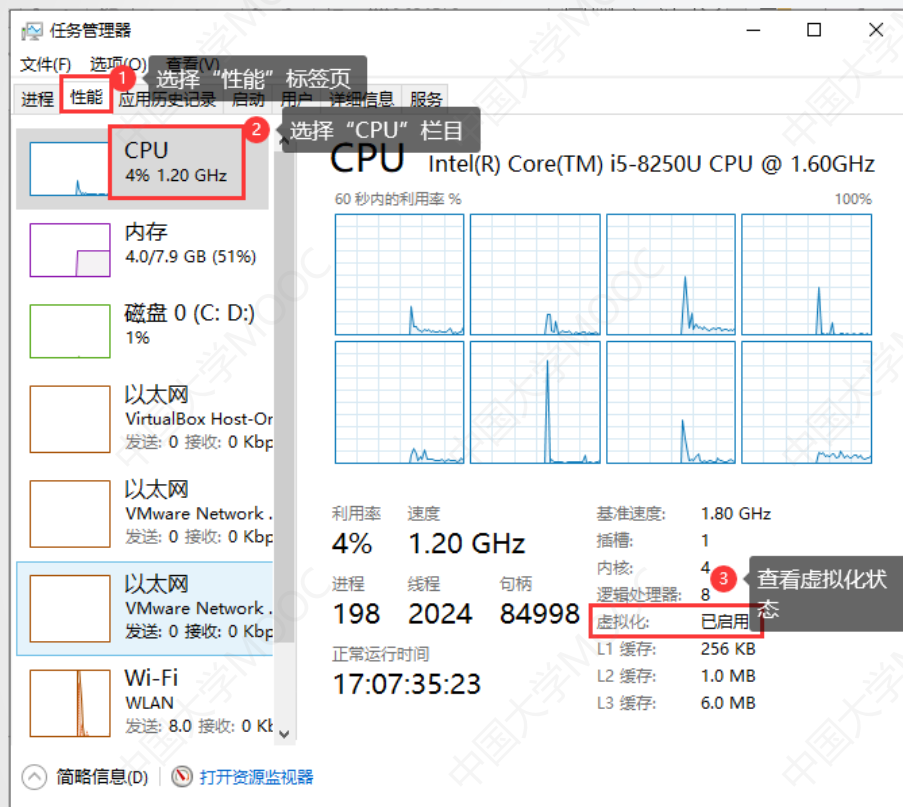 任务管理器
文件(F) 选项(O) 查看(V)
1 选择“性能”标签页
进程 性能 应用历史记录 启动 用户 详细信息 服务
2 选择“CPU”栏目
CPU
4% 1.20 GHz
内存
4.0/7.9 GB (51%)
磁盘 0 (C: D:)
1%
以太网
VirtualBox Host-Or
发送: 0 接收: 0 Kbp
以太网
VMware Network .
发送: 0 接收: 0 Kbp
以太网
VMware Network .
发送: 0 接收: 0 Kbp
Wi-Fi
WLAN
发送: 8.0 接收: 0 Kb
CPU Intel(R) Core(TM) i5-8250U CPU @ 1.60GHz
60 秒内的利用率 % 100%
利用率 速度
4% 1.20 GHz
进程 线程 句柄
198 2024 84998
正常运行时间
17:07:35:23
基准速度: 1.80 GHz
插槽: 1
内核: 4
逻辑处理器: 8
虚拟化: 已启用
L1 缓存: 256 KB
L2 缓存: 1.0 MB
L3 缓存: 6.0 MB
3 查看虚拟化状
态
简略信息(D) 打开资源监视器
中国大学MOOC